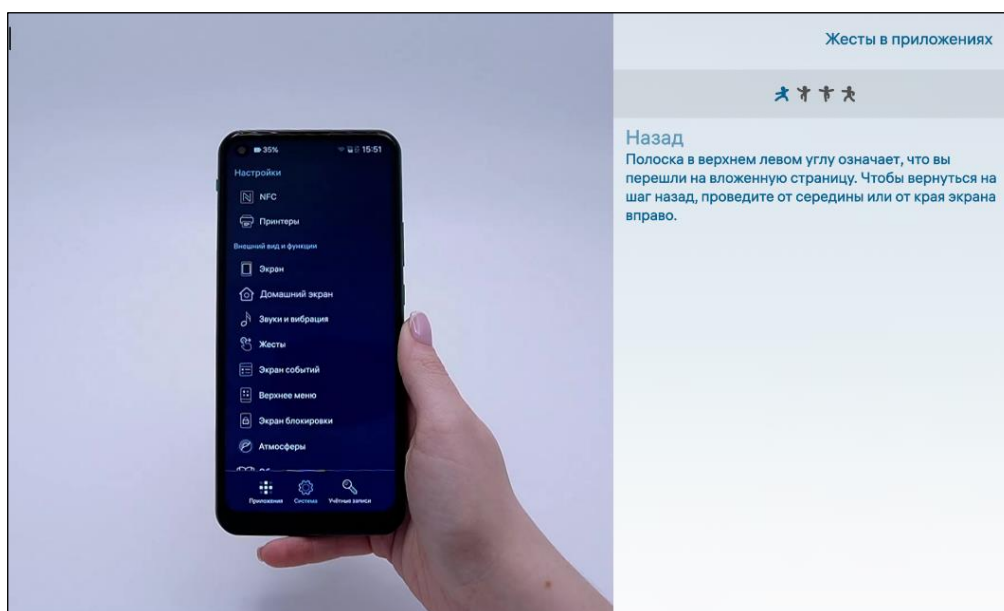 Жесты в приложениях
35%
15:51
Настройки
NFC
Принтеры
Внешний вид и функции
Экран
Домашний экран
Звуки и вибрация
Жесты
Экран событий
Верхнее меню
Экран блокировки
Атмосферы
Приложения Система Учётные записи
Назад
Полоска в верхнем левом углу означает, что вы
перешли на вложенную страницу. Чтобы вернуться на
шаг назад, проведите от середины или от края экрана
вправо.